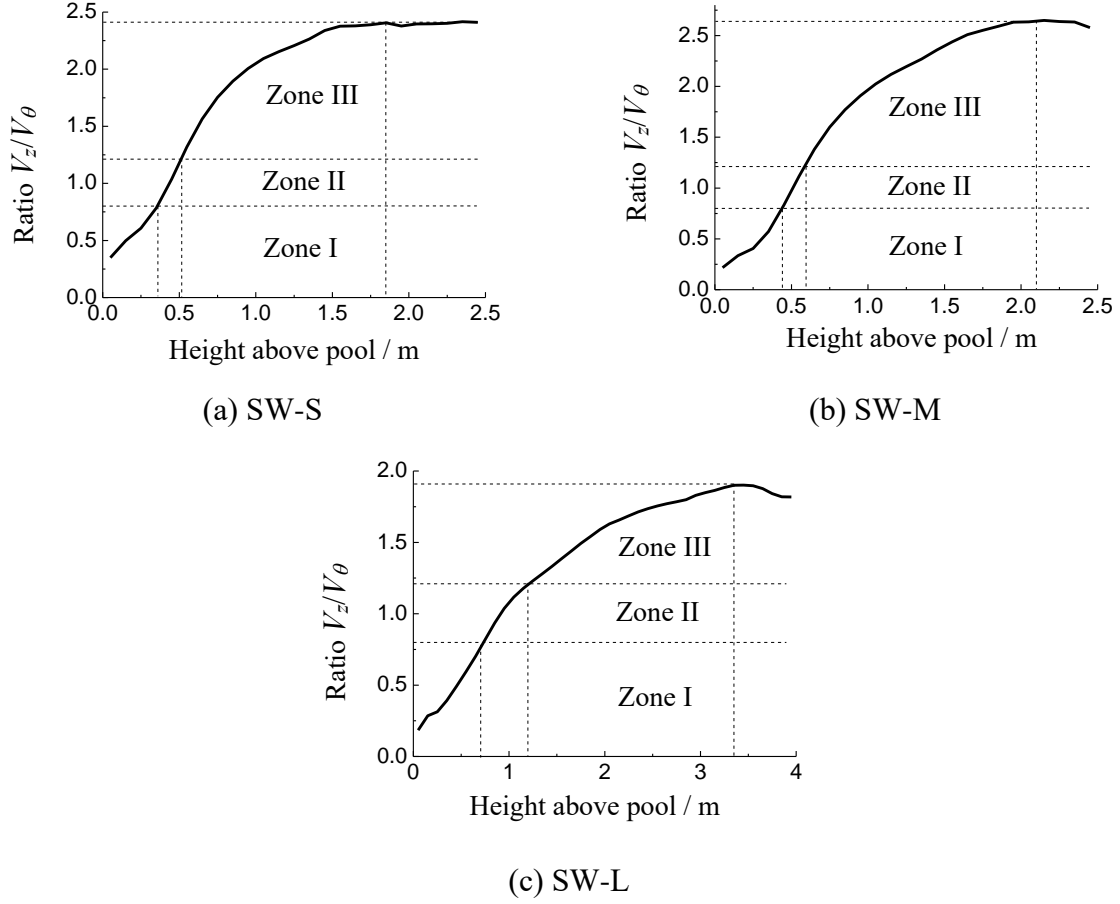 2.5
2.0
1.5
1.0
0.5
0.0
Ratio Vz/Vθ
Zone III
Zone II
Zone I
0.0 0.5 1.0 1.5 2.0 2.5
Height above pool / m
(a) SW-S
2.5
2.0
1.5
1.0
0.5
0.0
Ratio Vz/Vθ
Zone III
Zone II
Zone I
0.0 0.5 1.0 1.5 2.0 2.5
Height above pool / m
(b) SW-M
2.0
1.5
1.0
0.5
0.0
Ratio Vz/Vθ
Zone III
Zone II
Zone I
0 1 2 3 4
Height above pool / m
(c) SW-L